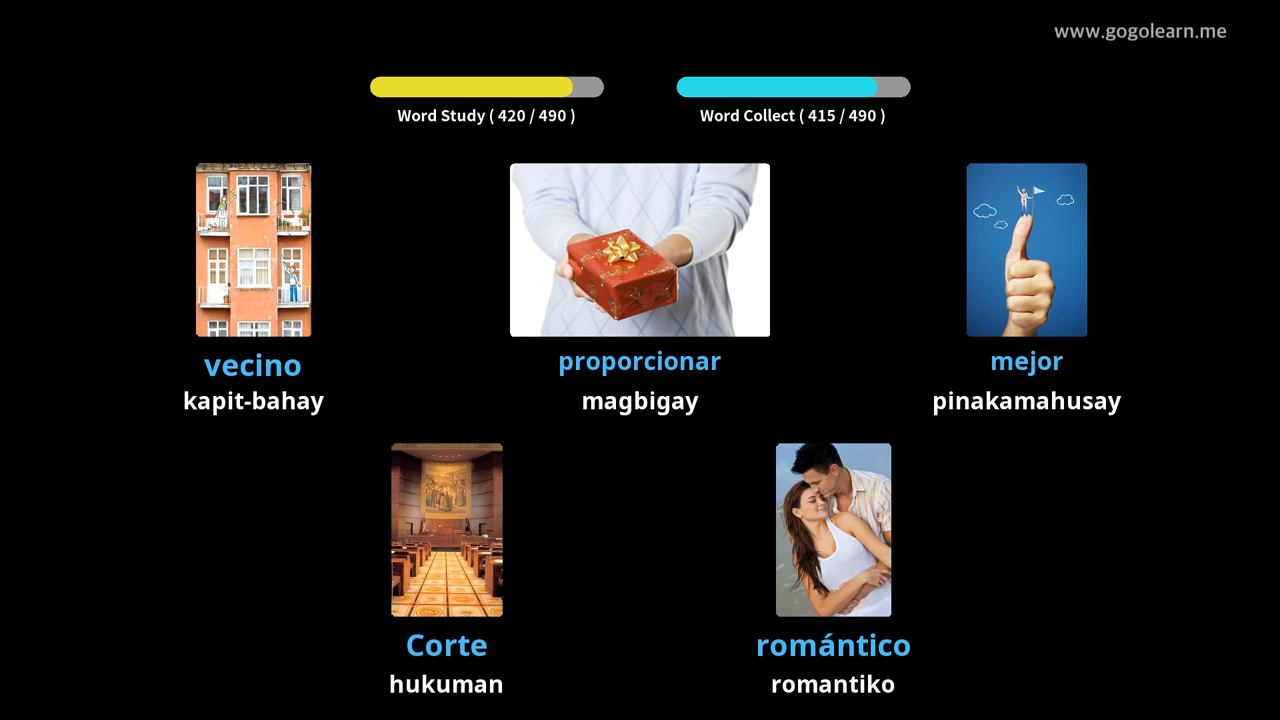 www.gogolearn.me
Word Study ( 420 / 490 )
Word Collect ( 415 / 490 )
vecino
kapit-bahay
proporcionar
magbigay
mejor
pinakamahusay
Corte
hukuman
romántico
romantiko